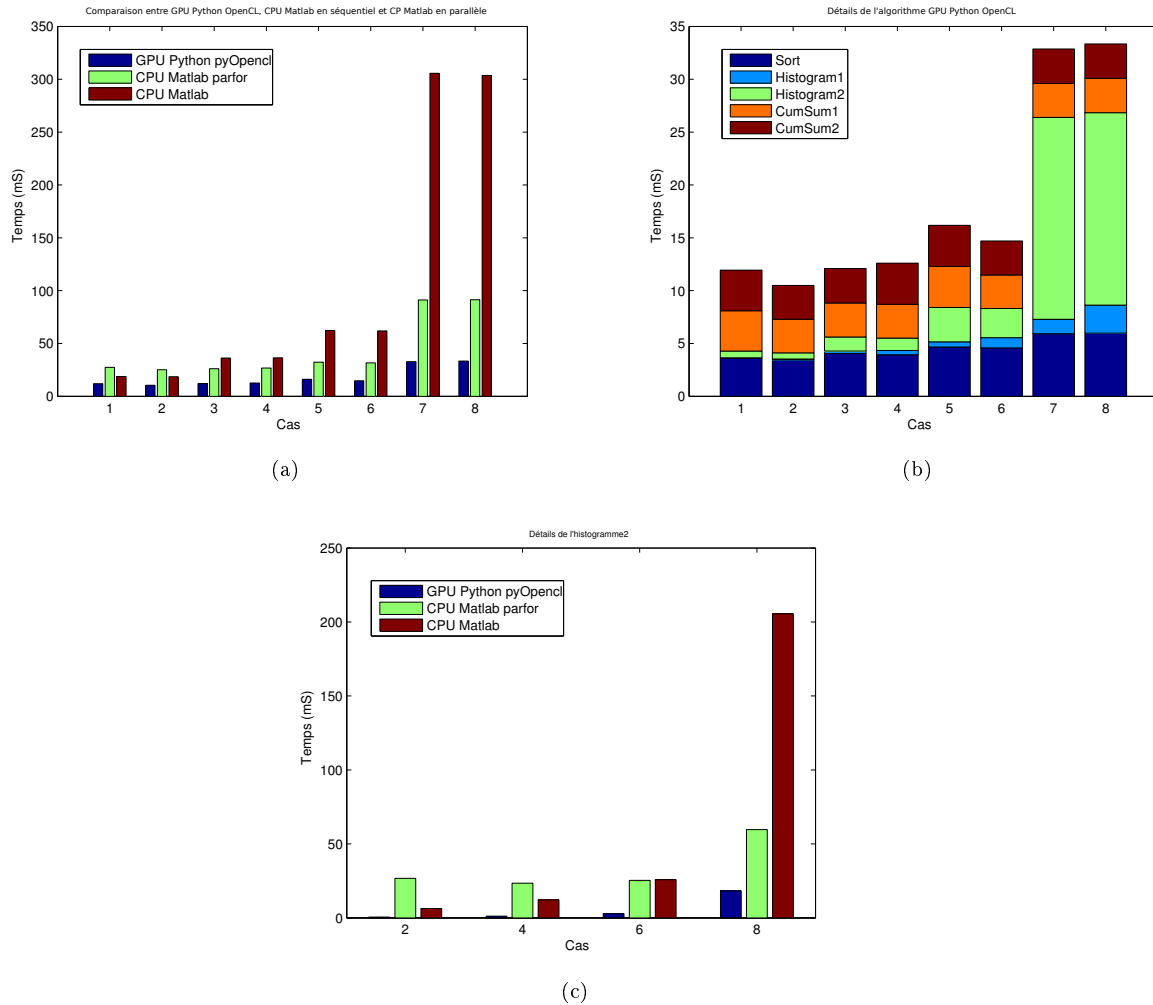 Comparaison entre GPU Python OpenCL, CPU Matlab en séquentiel et CP Matlab en parallèle
350
300
250
200
150
100
50
0
Temps (mS)
GPU Python pyOpencl
CPU Matlab parfor
CPU Matlab
1 2 3 4 5 6 7 8
Cas
(a)
Détails de l'algorithme GPU Python OpenCL
35
30
25
20
15
10
5
0
Temps (mS)
Sort
Histogram1
Histogram2
CumSum1
CumSum2
1 2 3 4 5 6 7 8
Cas
(b)
Détails de l'histogramme2
250
200
150
100
50
0
Temps (mS)
GPU Python pyOpencl
CPU Matlab parfor
CPU Matlab
2 4 6 8
Cas
(c)